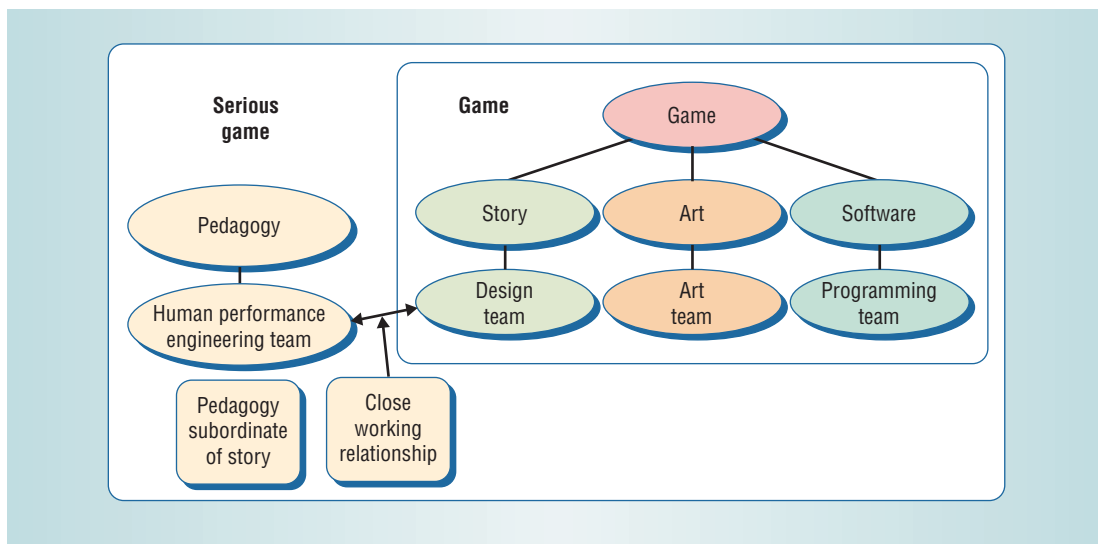 Serious
game
Game
Game
Story
Art
Software
Pedagogy
Design
team
Art
team
Programming
team
Human performance
engineering team
Pedagogy
subordinate
of story
Close
working
relationship